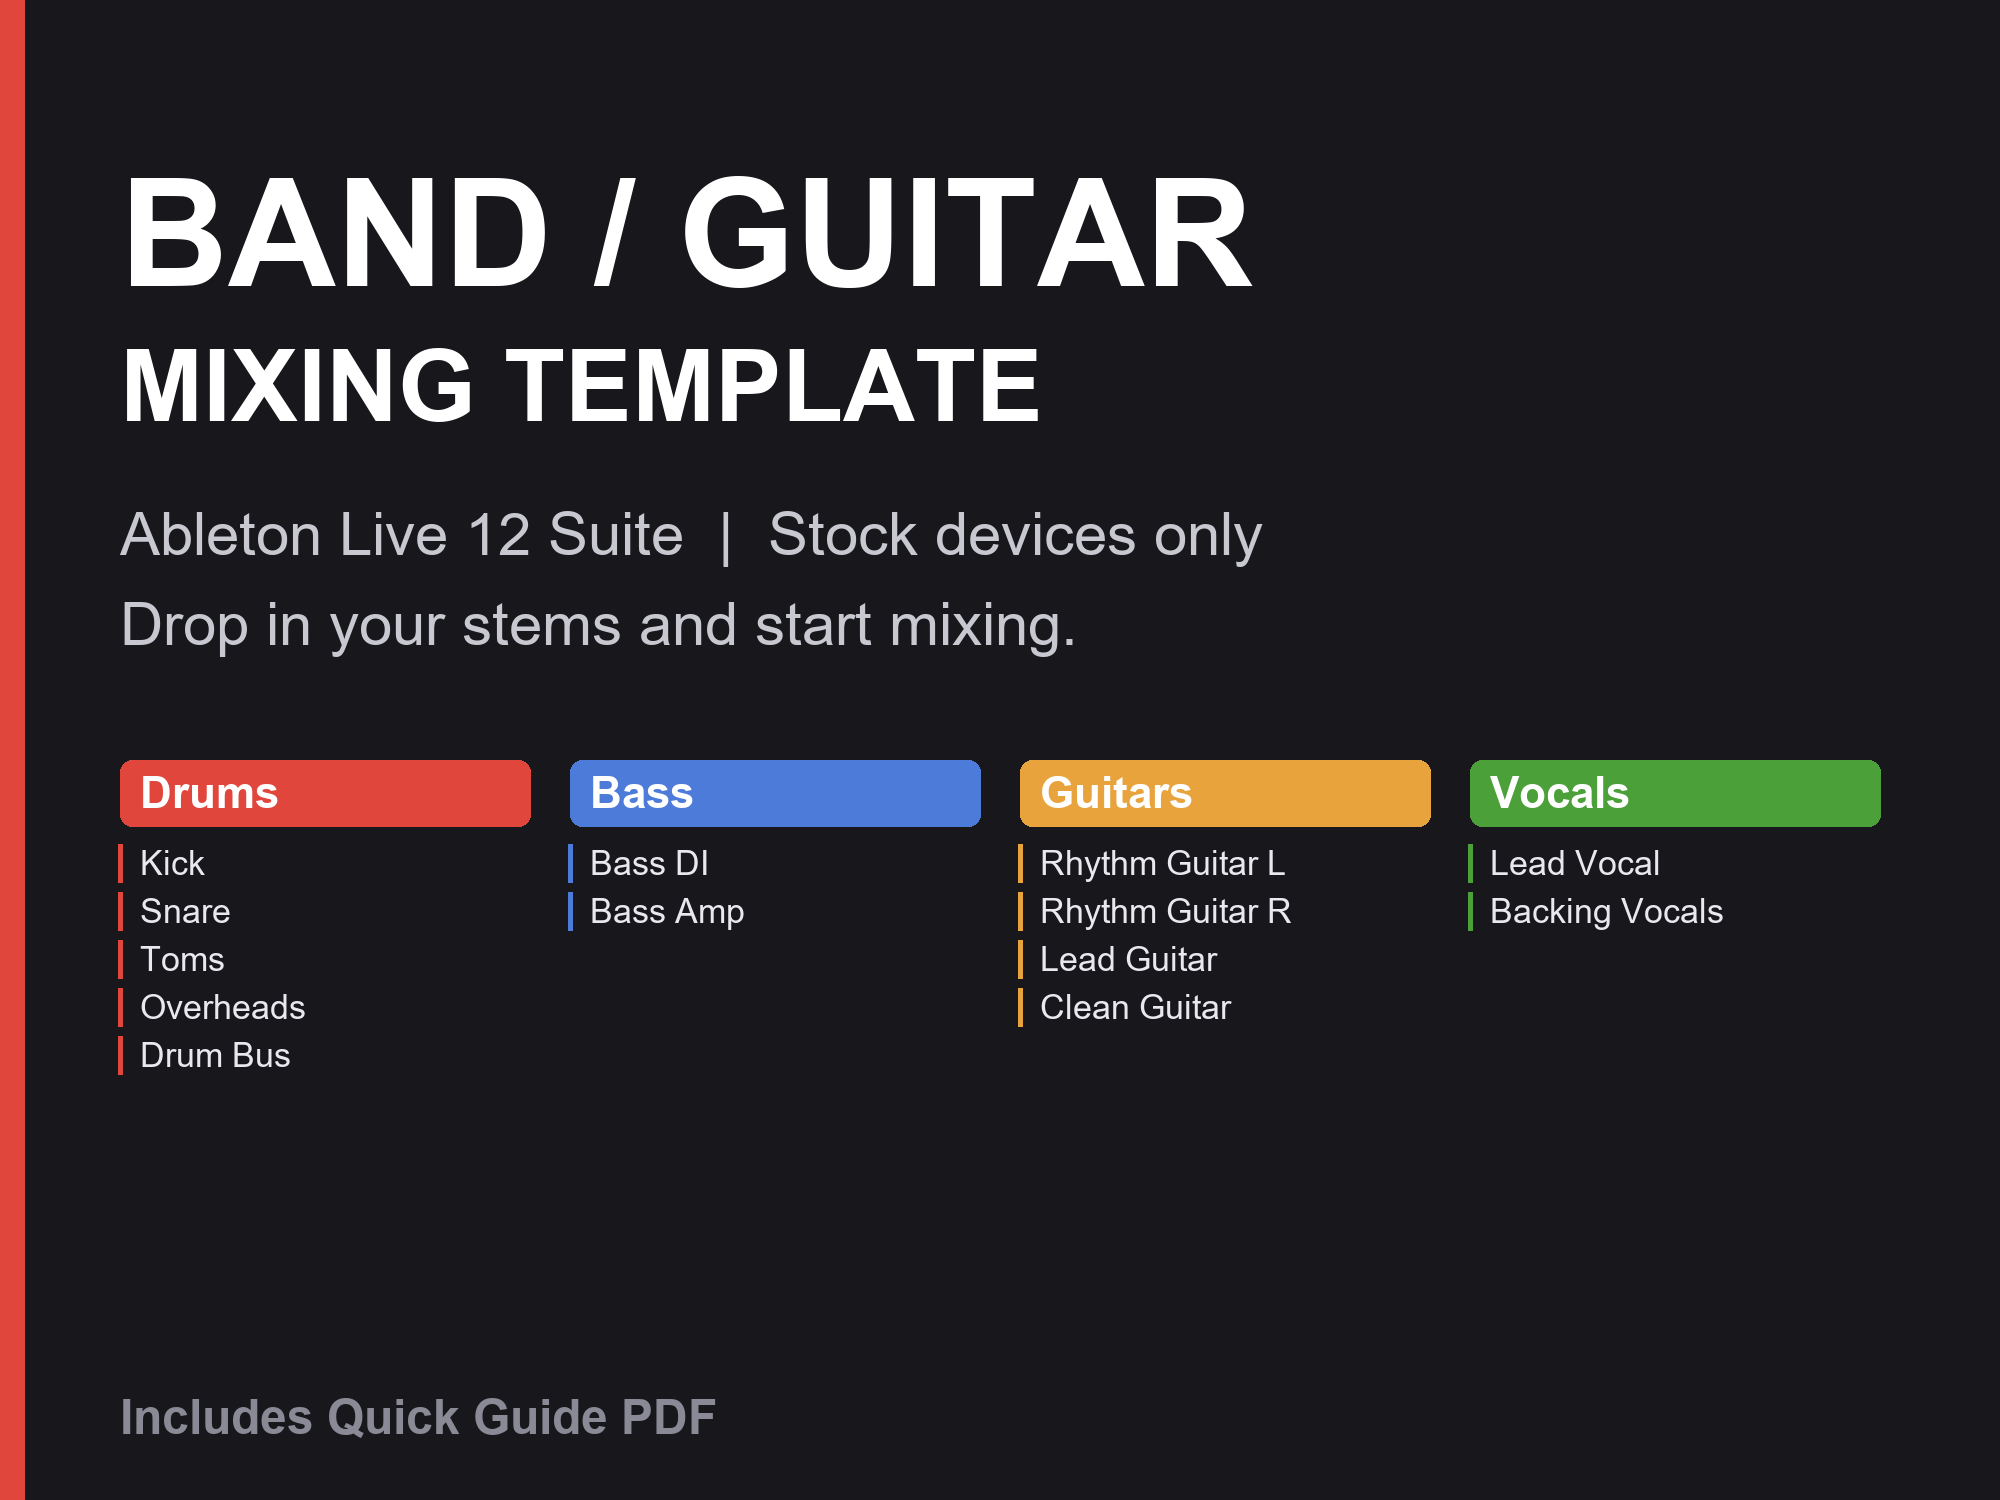 BAND / GUITAR
MIXING TEMPLATE
Ableton Live 12 Suite | Stock devices only
Drop in your stems and start mixing.
Drums
Kick
Snare
Toms
Overheads
Drum Bus
Bass
Bass DI
Bass Amp
Guitars
Rhythm Guitar L
Rhythm Guitar R
Lead Guitar
Clean Guitar
Vocals
Lead Vocal
Backing Vocals
Includes Quick Guide PDF